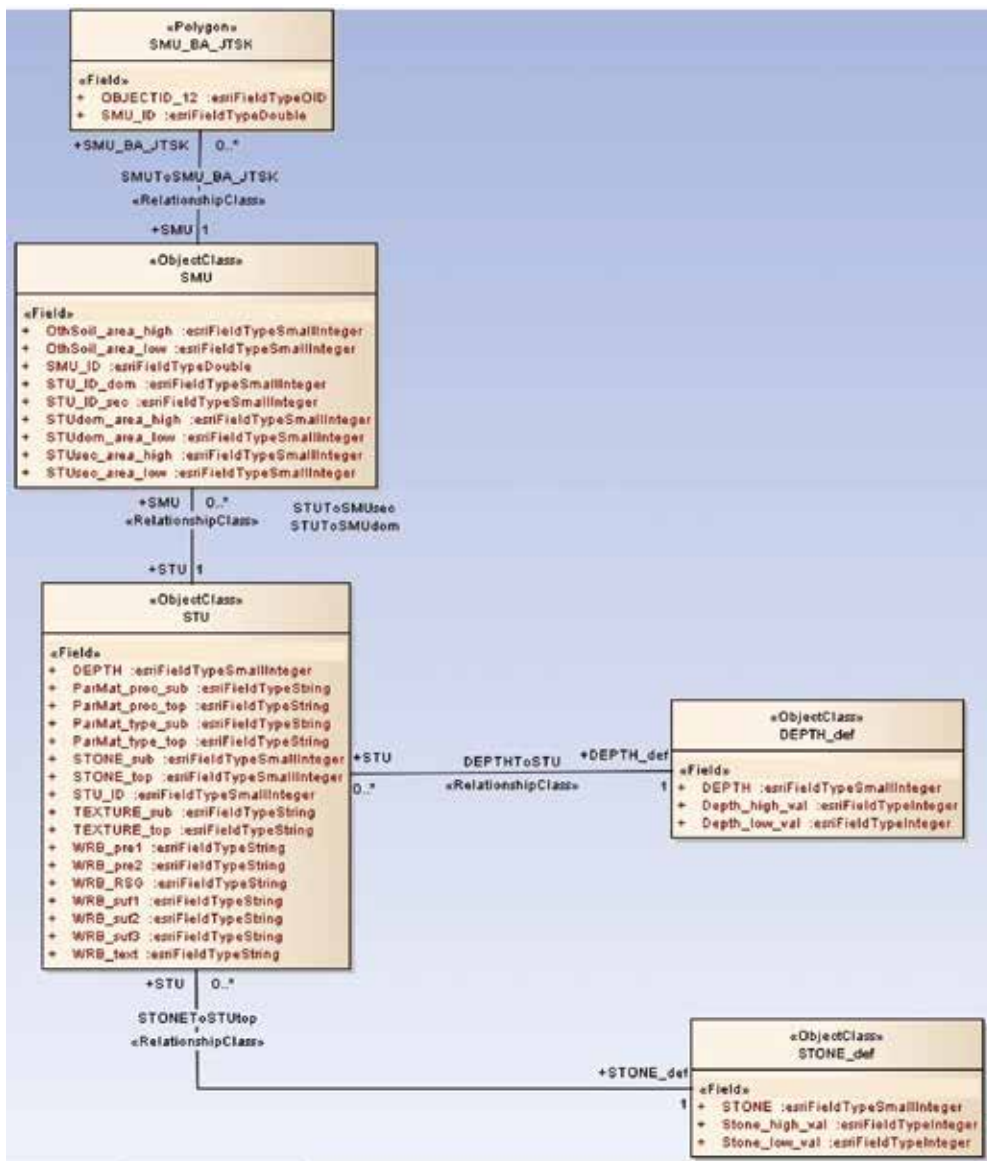 «Polygon»
SMU_BA_JTSK
«Field»
+ OBJECTID_12 :esriFieldTypeOID
+ SMU_ID :esriFieldTypeDouble
+SMU_BA_JTSK 0..*
SMUToSMU_BA_JTSK
«RelationshipClass»
+SMU 1
«ObjectClass»
SMU
«Field»
+ OthSoil_area_high :esriFieldTypeSmallInteger
+ OthSoil_area_low :esriFieldTypeSmallInteger
+ SMU_ID :esriFieldTypeDouble
+ STU_ID_dom :esriFieldTypeSmallInteger
+ STU_ID_sec :esriFieldTypeSmallInteger
+ STUdom_area_high :esriFieldTypeSmallInteger
+ STUdom_area_low :esriFieldTypeSmallInteger
+ STUsec_area_high :esriFieldTypeSmallInteger
+ STUsec_area_low :esriFieldTypeSmallInteger
+SMU 0..*
«RelationshipClass»
STUToSMUsec
STUToSMUdom
+STU 1
«ObjectClass»
STU
«Field»
+ DEPTH :esriFieldTypeSmallInteger
+ ParMat_proc_sub :esriFieldTypeString
+ ParMat_proc_top :esriFieldTypeString
+ ParMat_type_sub :esriFieldTypeString
+ ParMat_type_top :esriFieldTypeString
+ STONE_sub :esriFieldTypeSmallInteger
+ STONE_top :esriFieldTypeSmallInteger
+ STU_ID :esriFieldTypeSmallInteger
+ TEXTURE_sub :esriFieldTypeString
+ TEXTURE_top :esriFieldTypeString
+ WRB_pre1 :esriFieldTypeString
+ WRB_pre2 :esriFieldTypeString
+ WRB_RSG :esriFieldTypeString
+ WRB_suf1 :esriFieldTypeString
+ WRB_suf2 :esriFieldTypeString
+ WRB_suf3 :esriFieldTypeString
+ WRB_text :esriFieldTypeString
+STU
0..*
DEPTHToSTU
«RelationshipClass»
+DEPTH_def
1
«ObjectClass»
DEPTH_def
«Field»
+ DEPTH :esriFieldTypeSmallInteger
+ Depth_high_val :esriFieldTypeInteger
+ Depth_low_val :esriFieldTypeInteger
+STU 0..*
STONEToSTUtop
«RelationshipClass»
+STONE_def
1
«ObjectClass»
STONE_def
«Field»
+ STONE :esriFieldTypeSmallInteger
+ Stone_high_val :esriFieldTypeInteger
+ Stone_low_val :esriFieldTypeInteger